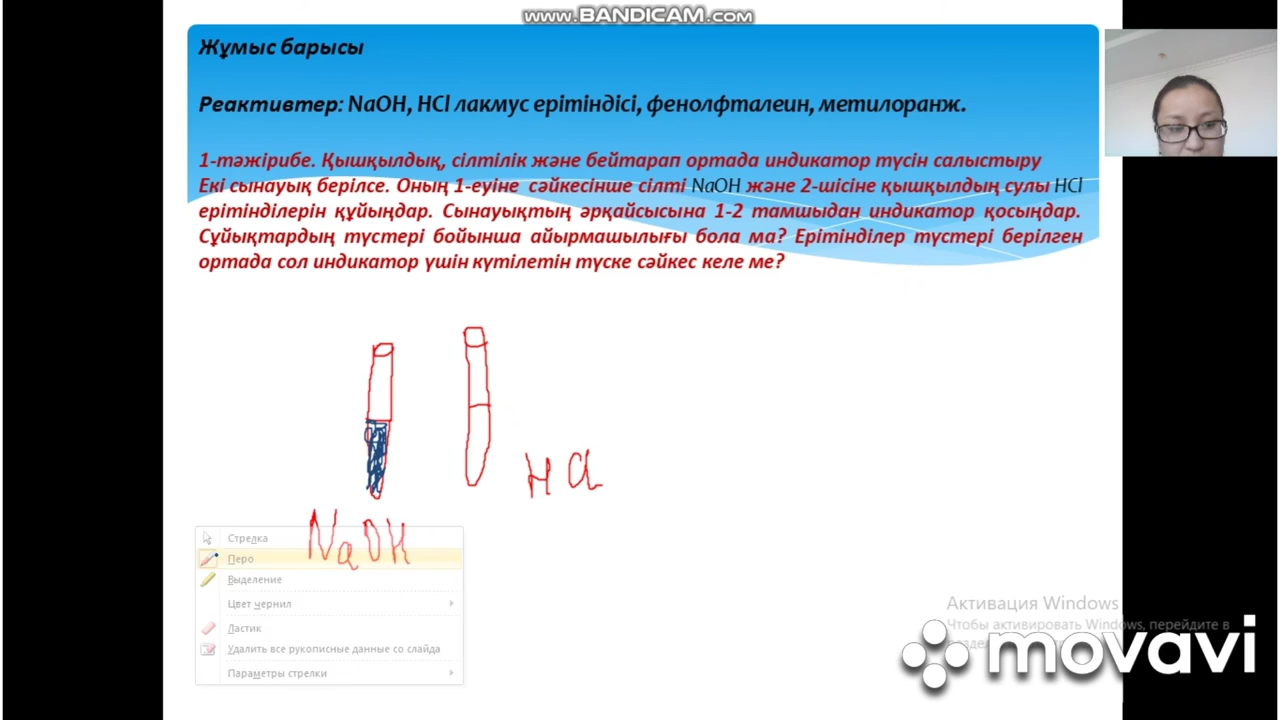 www.BANDICAM.com
Жұмыс барысы
Реактивтер: NaOH, HCl лакмус ерітіндісі, фенолфталеин, метилоранж.
1-тәжірибе. Қышқылдық, сілтілік және бейтарап ортада индикатор түсін салыстыру
Екі сынауық берілсе. Оның 1-еуіне сәйкесінше сілті NaOH және 2-шісіне қышқылдың сулы HCl
ерітінділерін құйыңдар. Сынауықтың әрқайсысына 1-2 тамшыдан индикатор қосыңдар.
Сұйықтардың түстері бойынша айырмашылығы бола ма? Ерітінділер түстері берілген
ортада сол индикатор үшін күтілетін түске сәйкес келе ме?
HCl
NaOH
Стрелка
Перо
Выделение
Цвет чернил
Ластик
Удалить все рукописные данные со слайда
Параметры стрелки
Активация Windows
Чтобы активировать Windows, перейдите в
movavi